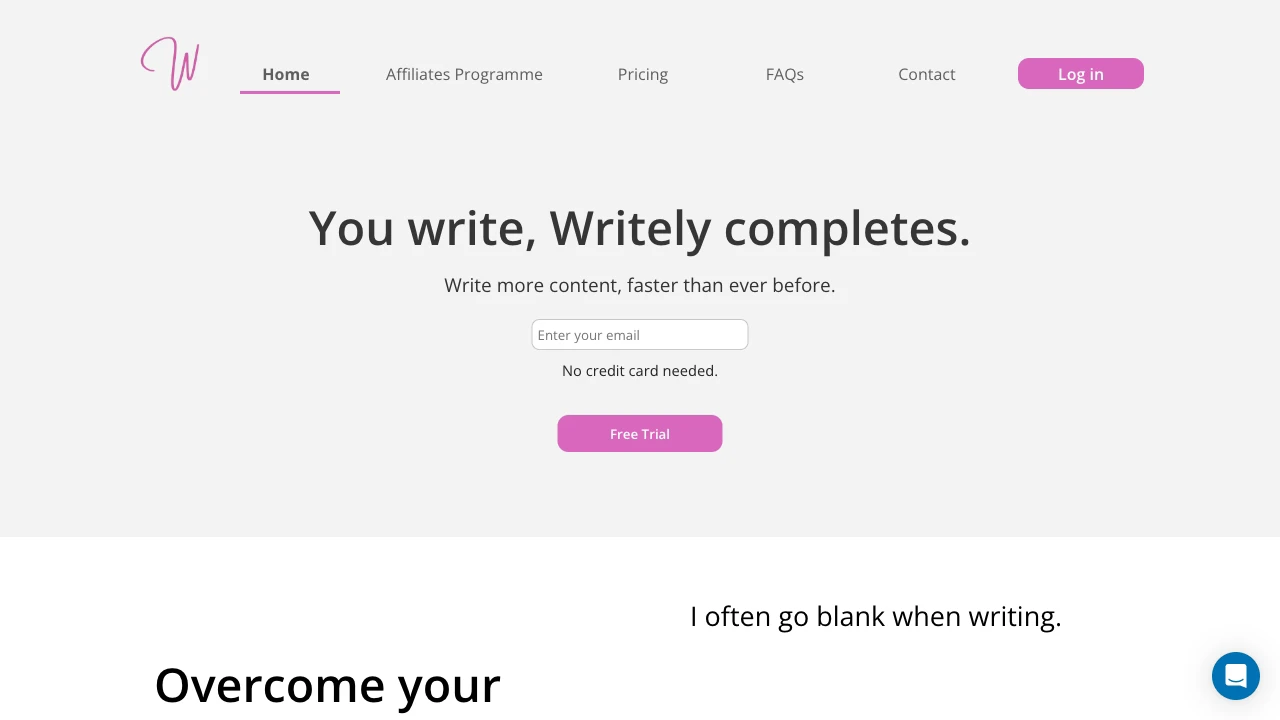 W
Home
Affiliates Programme
Pricing
FAQs
Contact
Log in
You write, Writely completes.
Write more content, faster than ever before.
Enter your email
No credit card needed.
Free Trial
I often go blank when writing.
Overcome your